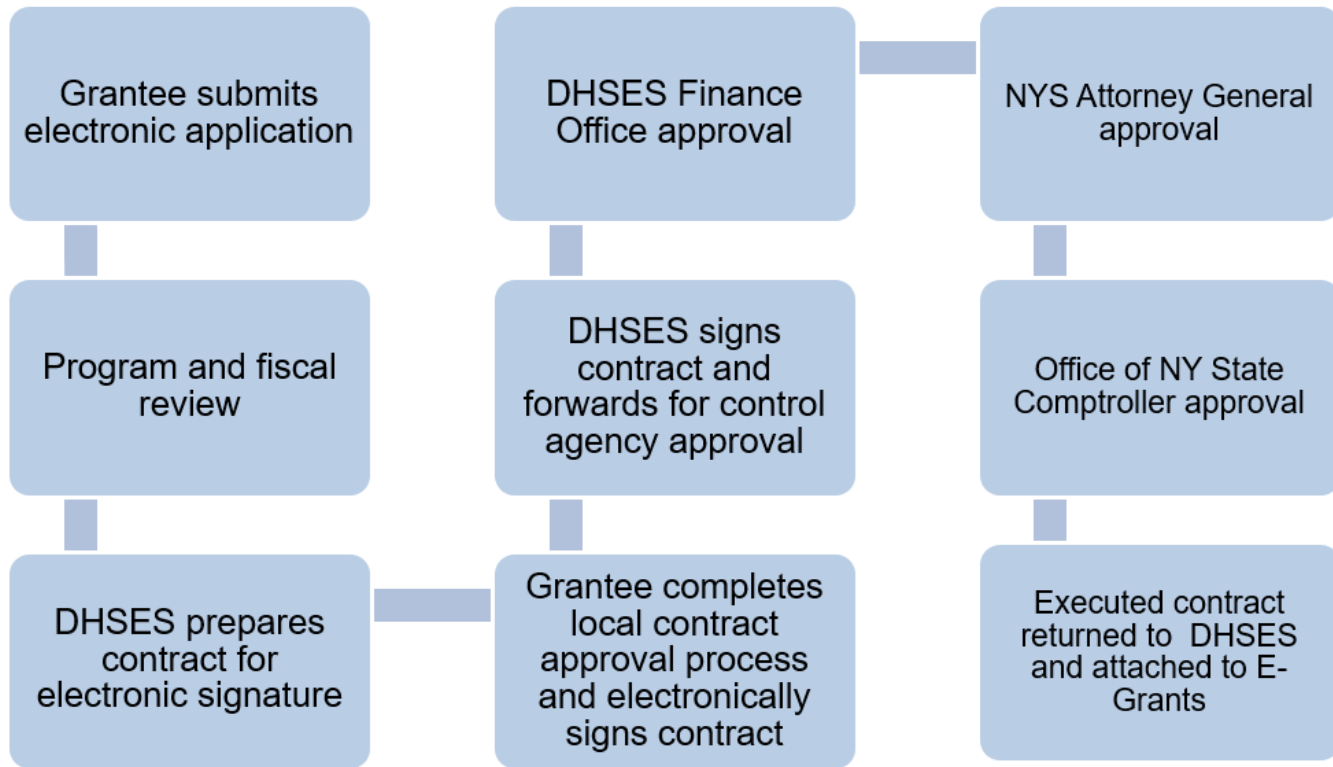 Grantee submits
electronic application
Program and fiscal
review
DHSES prepares
contract for
electronic signature
Grantee completes
local contract
approval process
and electronically
signs contract
DHSES signs
contract and
forwards for control
agency approval
DHSES Finance
Office approval
NYS Attorney General
approval
Office of NY State
Comptroller approval
Executed contract
returned to DHSES
and attached to E-
Grants